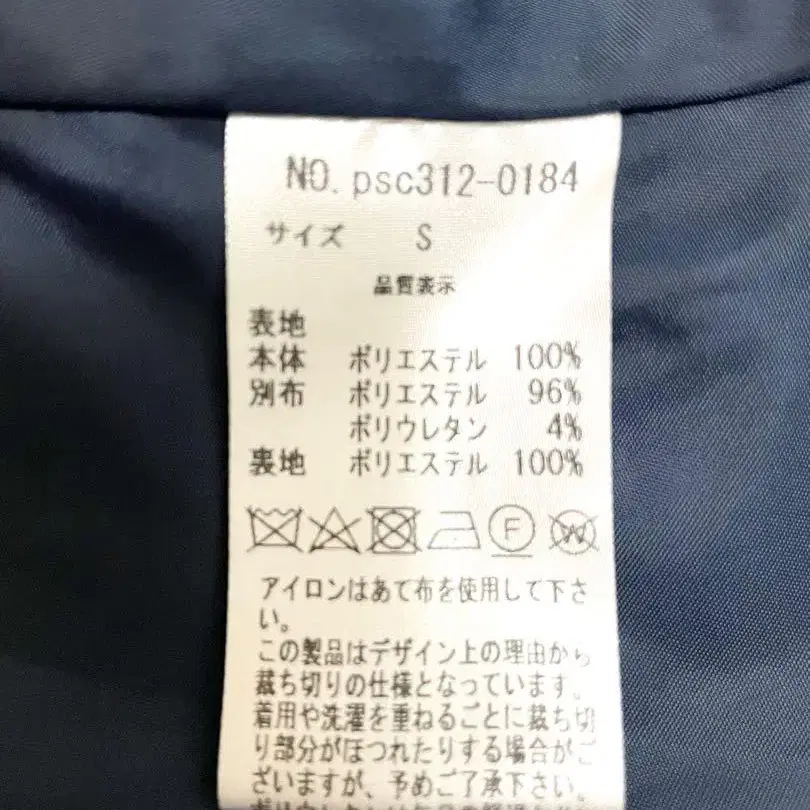 NO. psc312-0184
サイズ S
品質表示
表地
本体 ポリエステル 100%
別布 ポリエステル 96%
ポリウレタン 4%
裏地 ポリエステル 100%
F W
アイロンはあて布を使用して下さ
い。
この製品はデザイン上の理由から
裁ち切りの仕様となっています。
着用や洗濯を重ねるごとに裁ち切
り部分がほつれたりする場合がご
ざいますが、予めご了承下さい。